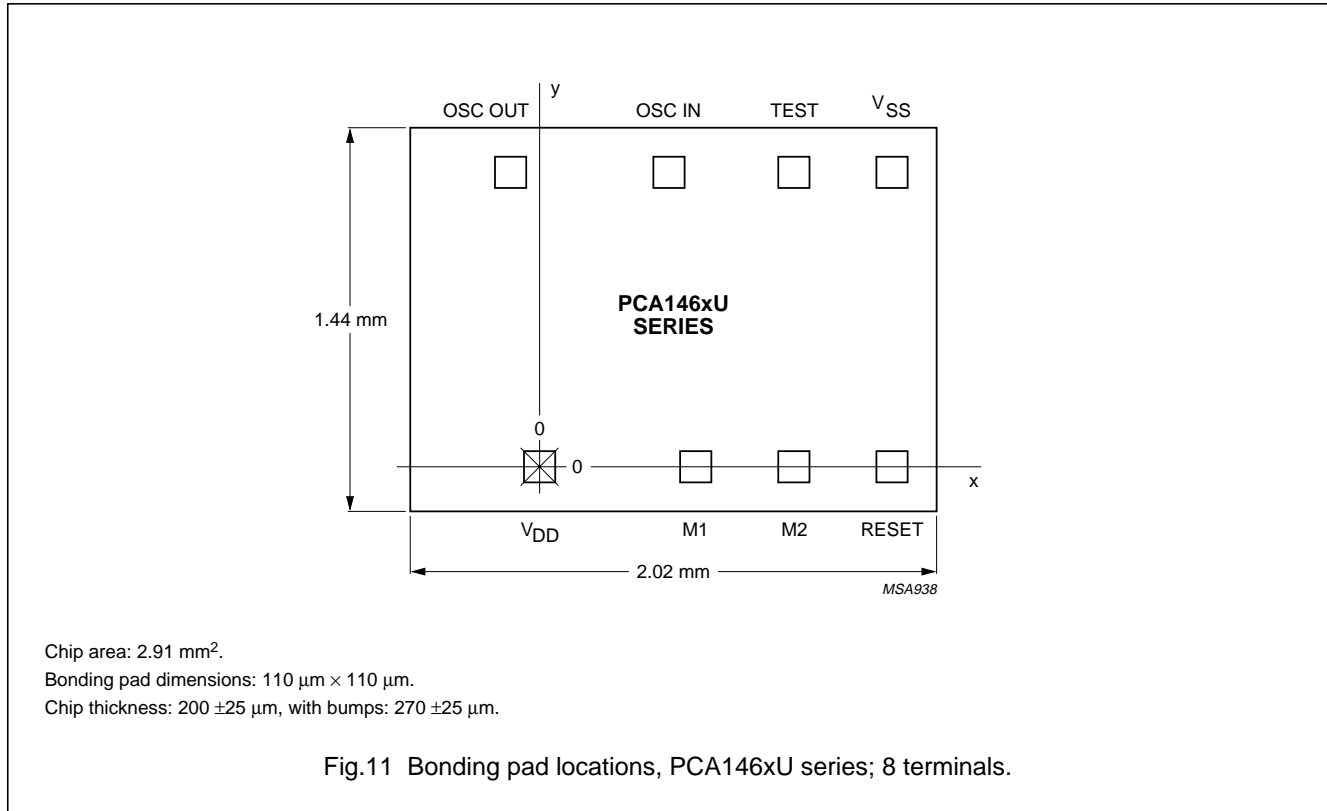 y
OSC OUT OSC IN TEST VSS
PCA146xU
SERIES
1.44 mm
0
0
x
VDD M1 M2 RESET
2.02 mm
MSA938
Chip area: 2.91 mm².
Bonding pad dimensions: 110 µm × 110 µm.
Chip thickness: 200 ±25 µm, with bumps: 270 ±25 µm.
Fig.11 Bonding pad locations, PCA146xU series; 8 terminals.